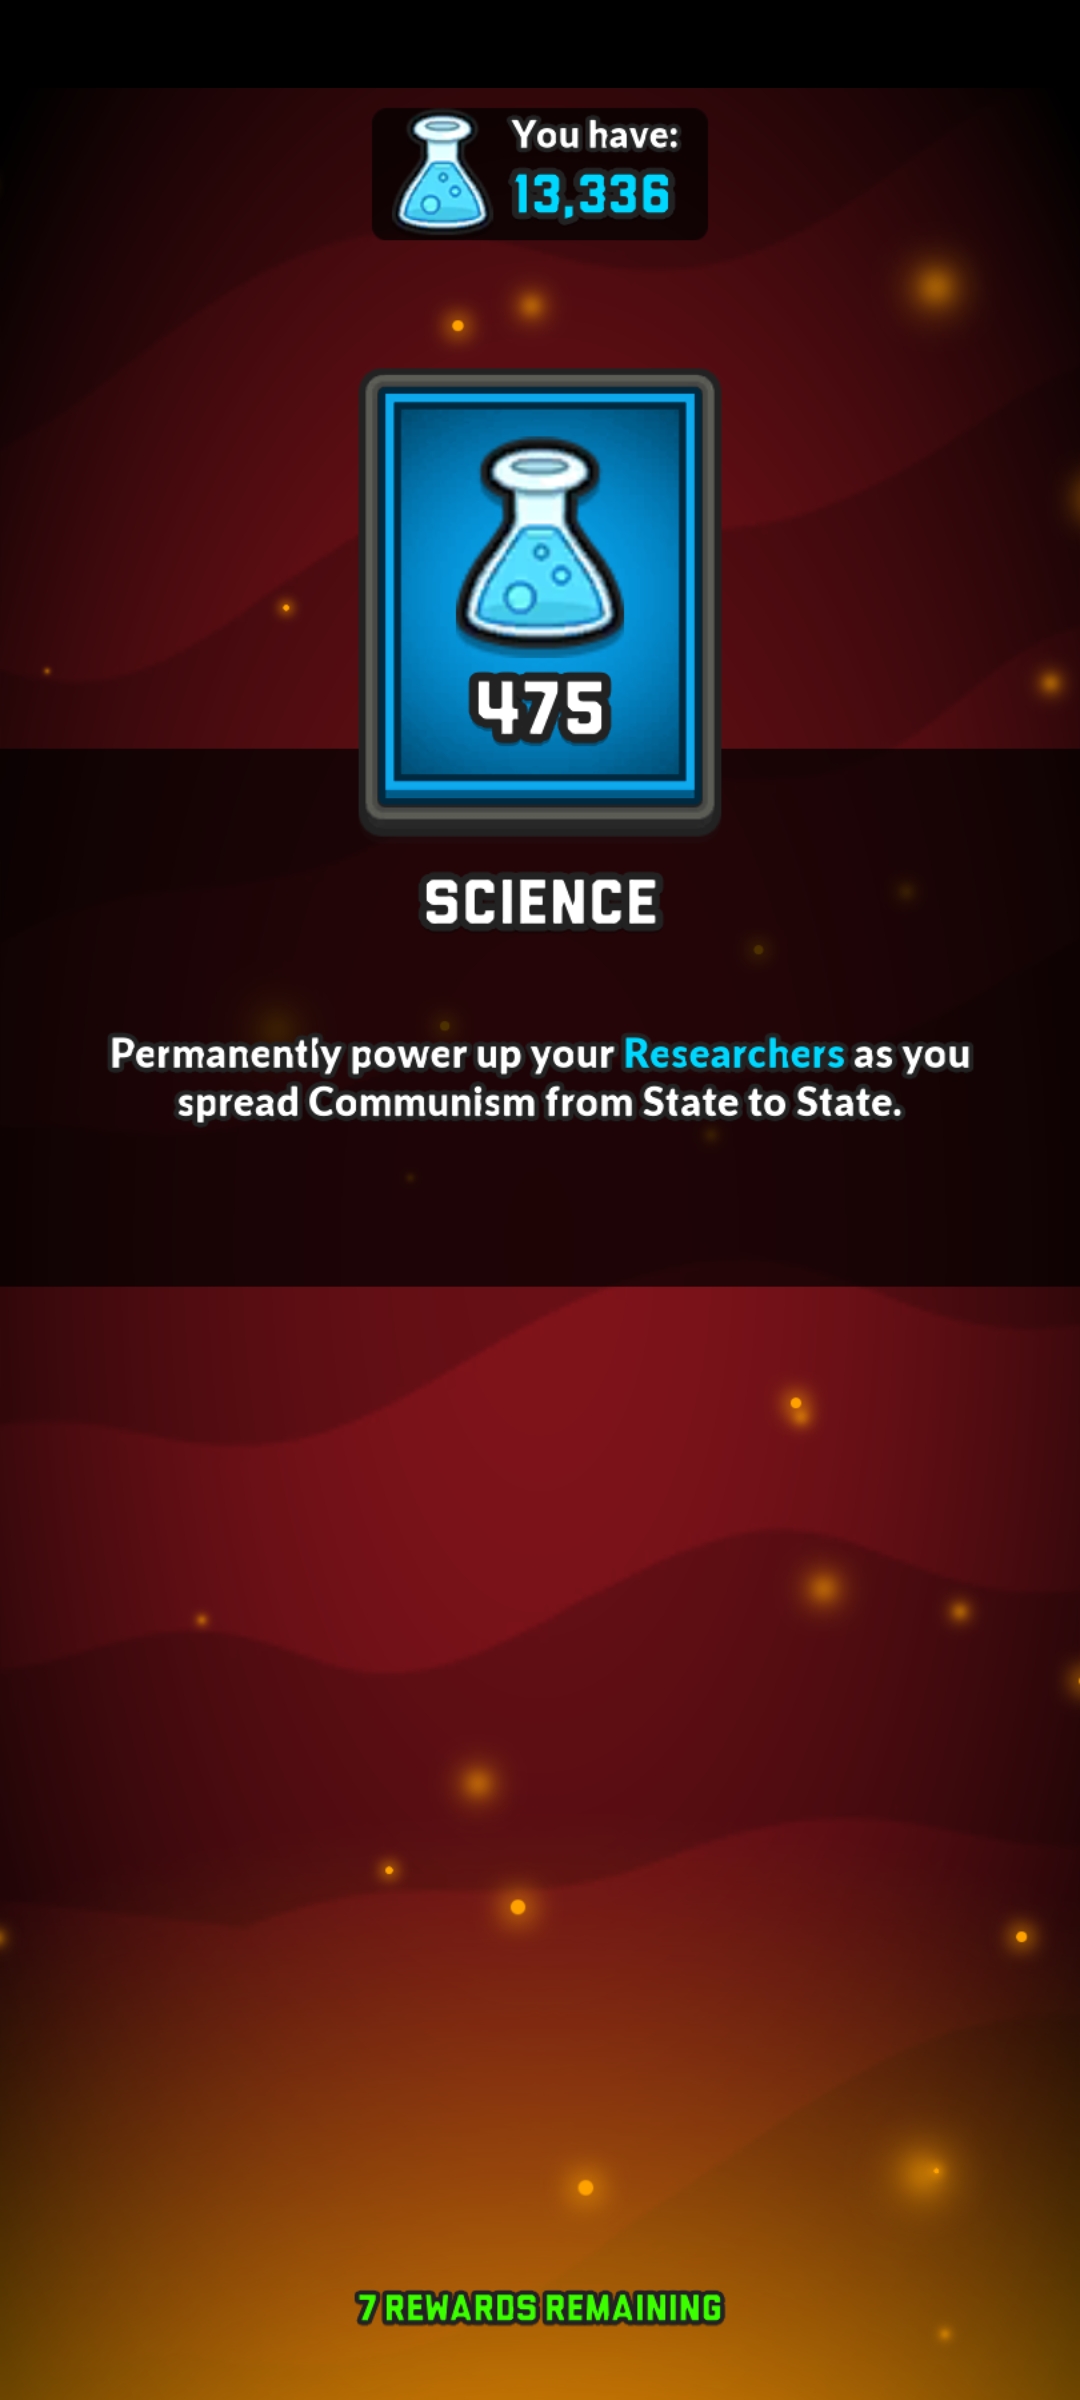 You have:
13,336
475
SCIENCE
Permanently power up your Researchers as you
spread Communism from State to State.
7 REWARDS REMAINING